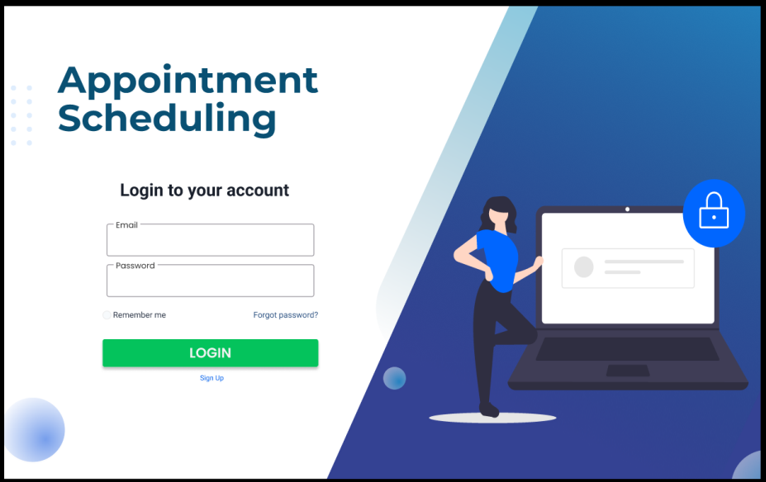 Appointment
Scheduling
Login to your account
Email
Password
Remember me
Forgot password?
LOGIN
Sign Up